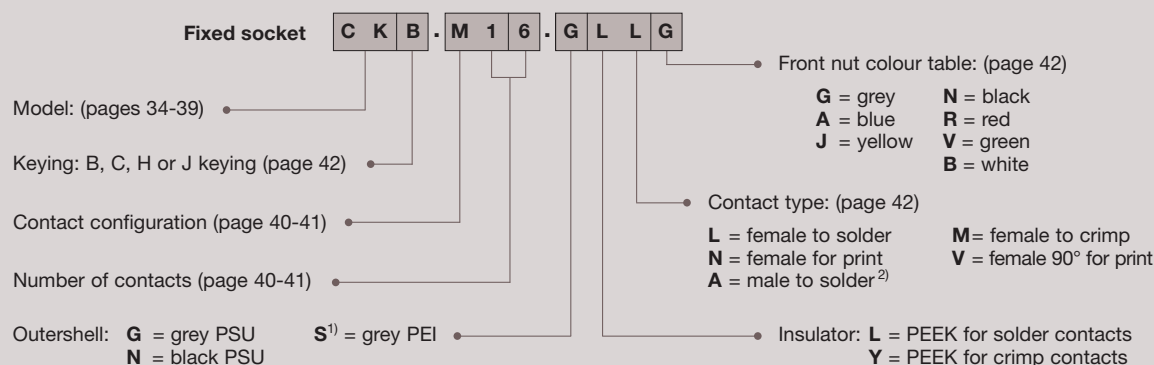 Fixed socket C K B . M 1 6 . G L L G
Model: (pages 34-39)
Keying: B, C, H or J keying (page 42)
Contact configuration (page 40-41)
Number of contacts (page 40-41)
Outershell: G = grey PSU S1) = grey PEI
N = black PSU
Front nut colour table: (page 42)
G = grey N = black
A = blue R = red
J = yellow V = green
B = white
Contact type: (page 42)
L = female to solder M = female to crimp
N = female for print V = female 90° for print
A = male to solder 2)
Insulator: L = PEEK for solder contacts
Y = PEEK for crimp contacts